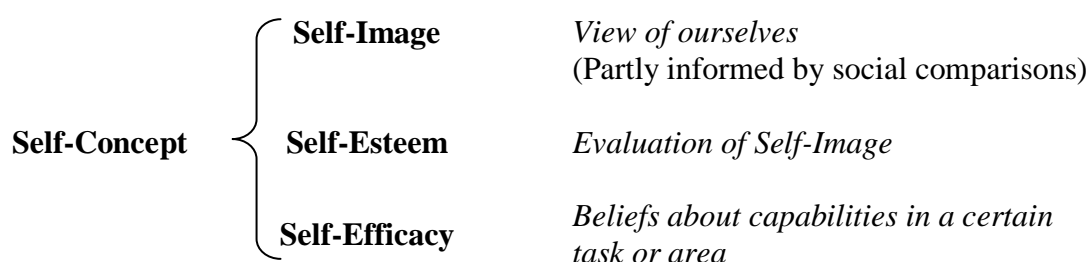 Self-Image View of ourselves
(Partly informed by social comparisons)
Self-Concept Self-Esteem Evaluation of Self-Image
Self-Efficacy Beliefs about capabilities in a certain
task or area